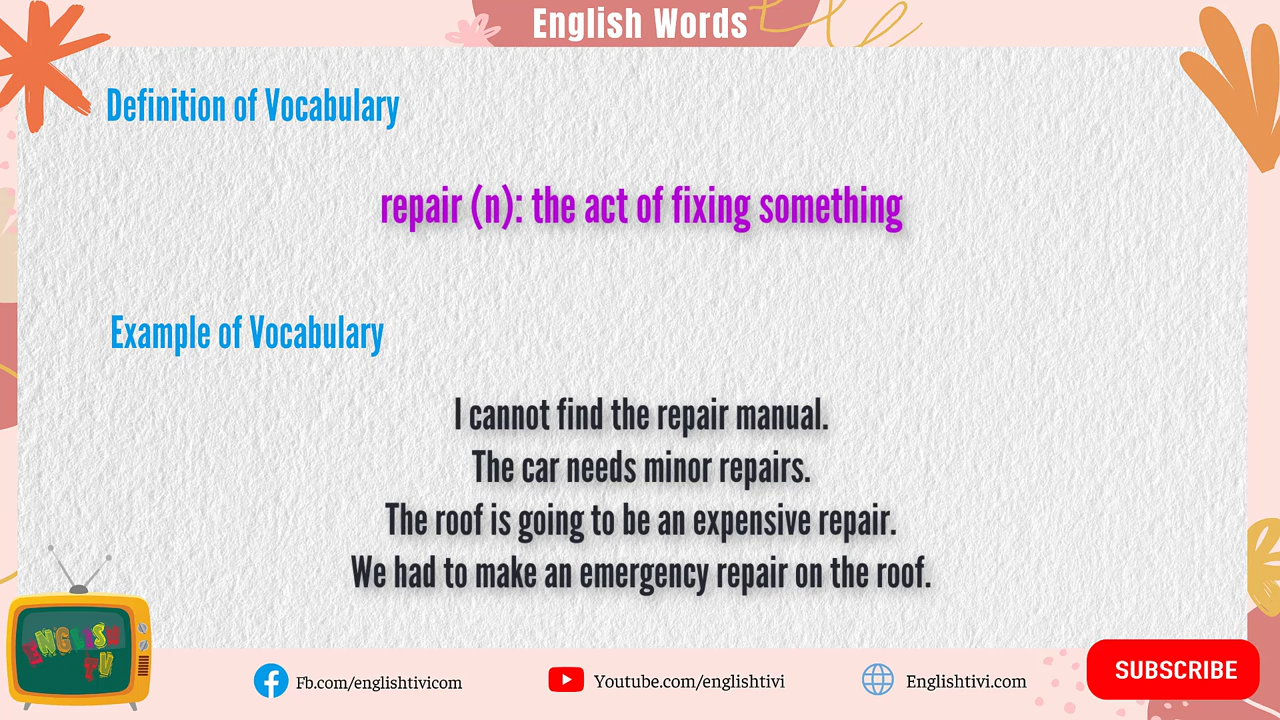 English Words
Definition of Vocabulary
repair (n): the act of fixing something
Example of Vocabulary
I cannot find the repair manual.
The car needs minor repairs.
The roof is going to be an expensive repair.
We had to make an emergency repair on the roof.
ENGLISH
TV
Fb.com/englishtivicom
Youtube.com/englishtivi
Englishtivi.com
SUBSCRIBE